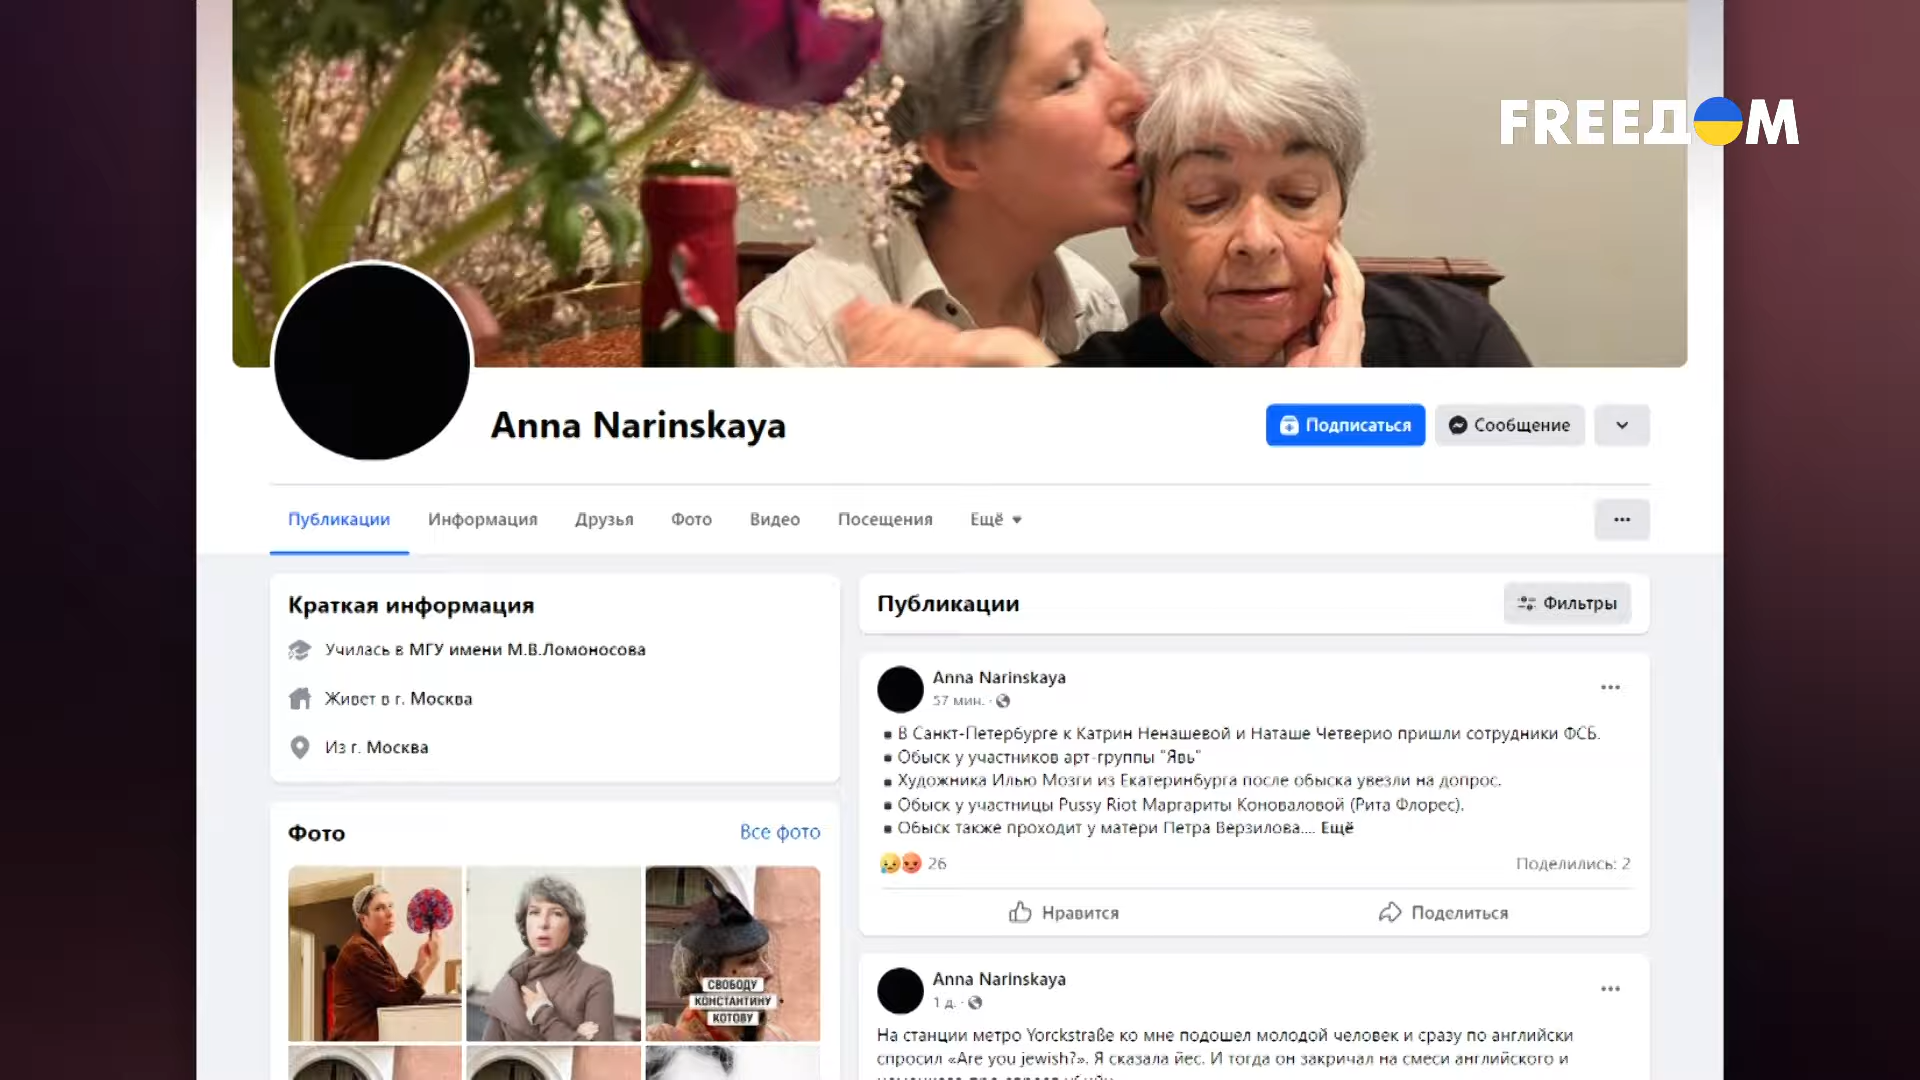 FREEДOM
Anna Narinskaya
Подписаться
Сообщение
Публикации
Информация
Друзья
Фото
Видео
Посещения
Ещё
Краткая информация
Училась в МГУ имени М.В.Ломоносова
Живет в г. Москва
Из г. Москва
Фото
Все фото
СВОБОДУ
КОНСТАНТИНУ
КОТОВУ
Публикации
Фильтры
Anna Narinskaya
57 мин.
▪ В Санкт-Петербурге к Катрин Ненашевой и Наташе Четверио пришли сотрудники ФСБ.
▪ Обыск у участников арт-группы "Явь"
▪ Художника Илью Мозги из Екатеринбурга после обыска увезли на допрос.
▪ Обыск у участницы Pussy Riot Маргариты Коноваловой (Рита Флорес).
▪ Обыск также проходит у матери Петра Верзилова.... Ещё
26
Поделились: 2
Нравится
Поделиться
Anna Narinskaya
1 д.
На станции метро Yorckstraße ко мне подошел молодой человек и сразу по английски
спросил «Are you jewish?». Я сказала йес. И тогда он закричал на смеси английского и